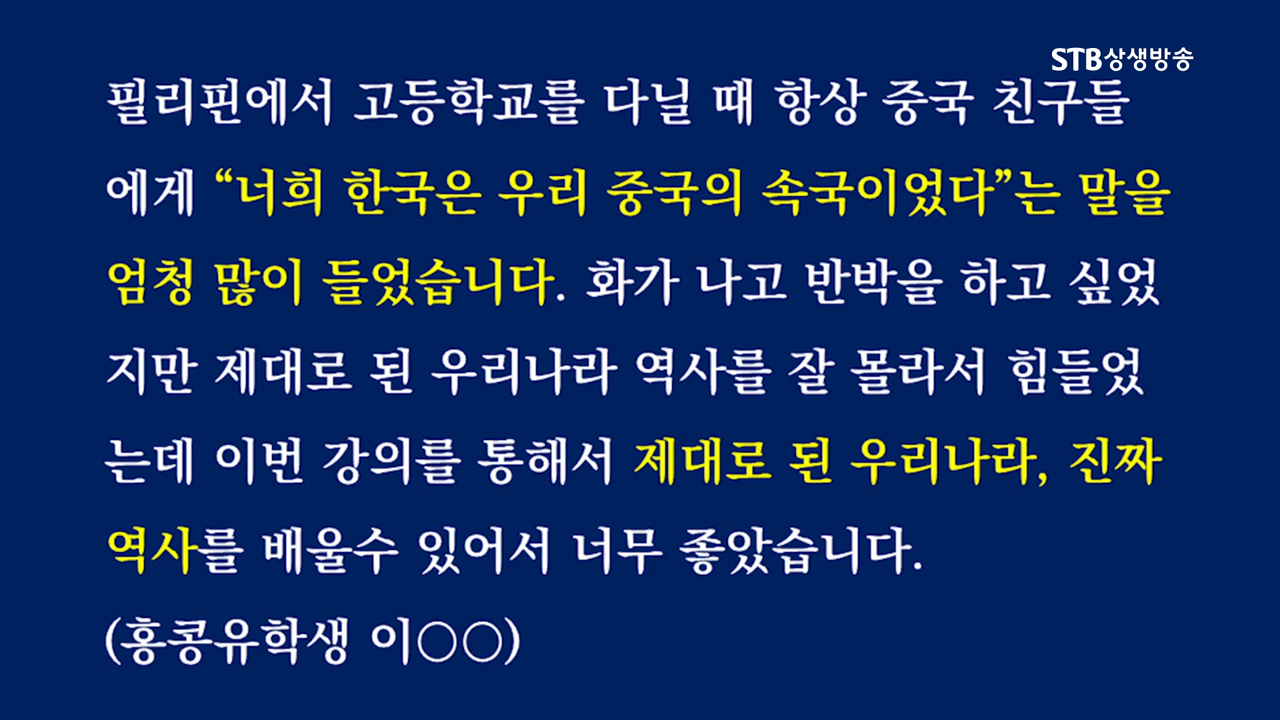 STB상생방송
필리핀에서 고등학교를 다닐 때 항상 중국 친구들
에게 “너희 한국은 우리 중국의 속국이었다”는 말을
엄청 많이 들었습니다. 화가 나고 반박을 하고 싶었
지만 제대로 된 우리나라 역사를 잘 몰라서 힘들었
는데 이번 강의를 통해서 제대로 된 우리나라, 진짜
역사를 배울수 있어서 너무 좋았습니다.
(홍콩유학생 이○○)